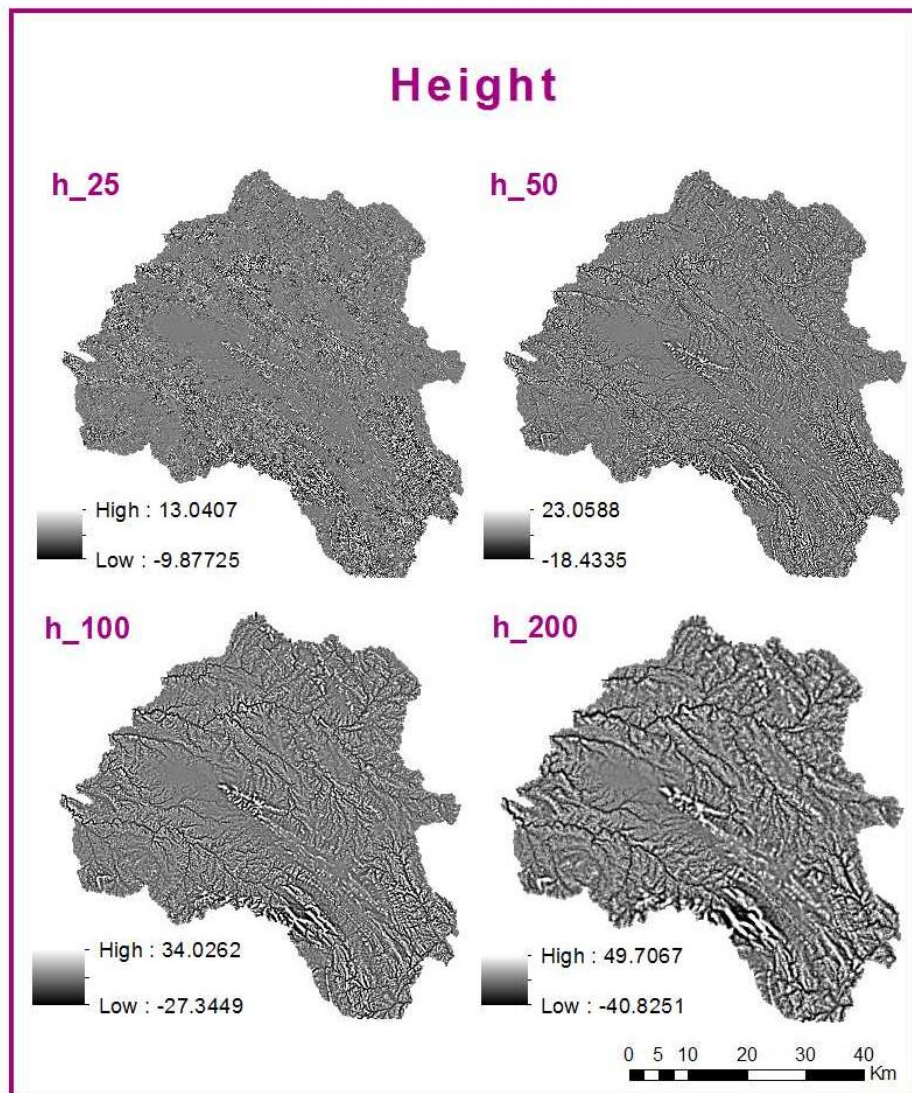 Height
h_25
High : 13.0407
Low : -9.87725
h_50
23.0588
-18.4335
h_100
High : 34.0262
Low : -27.3449
h_200
High : 49.7067
Low : -40.8251
0 5 10 20 30 40
Km